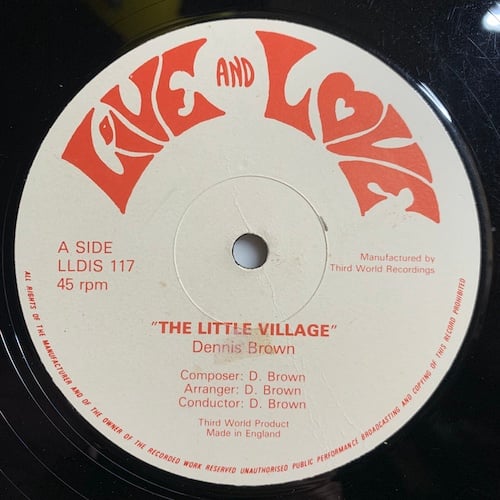 LIVE AND LOVE
A SIDE
LLDIS 117
45 rpm
Manufactured by
Third World Recordings
"THE LITTLE VILLAGE"
Dennis Brown
Composer: D. Brown
Arranger: D. Brown
Conductor: D. Brown
Third World Product
Made in England
ALL RIGHTS OF THE MANUFACTURER AND OF THE OWNER OF THE RECORDED WORK RESERVED UNAUTHORISED PUBLIC PERFORMANCE BROADCASTING AND COPYING OF THIS RECORD PROHIBITED